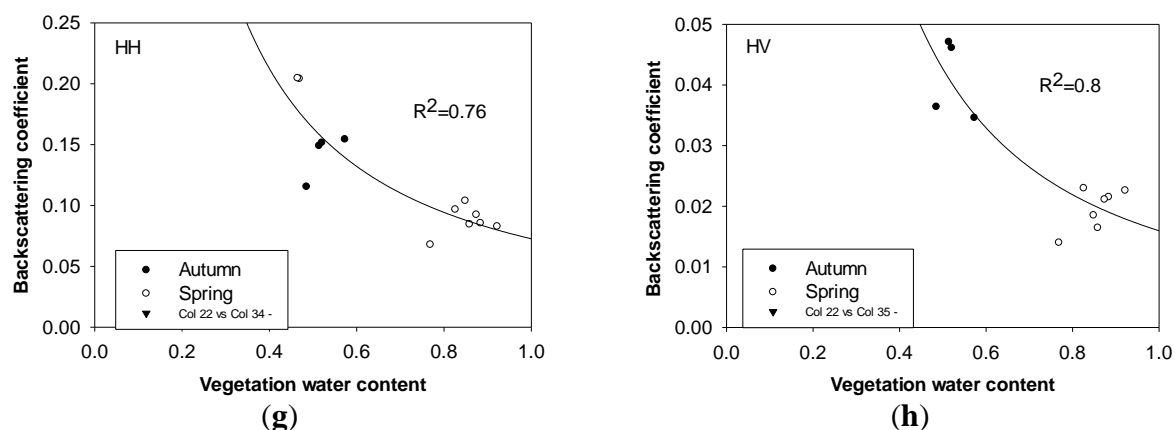 0.25
0.20
0.15
0.10
0.05
0.00
Backscattering coefficient
HH
R2=0.76
Autumn
Spring
Col 22 vs Col 34 -
0.0 0.2 0.4 0.6 0.8 1.0
Vegetation water content
(g)
0.05
0.04
0.03
0.02
0.01
0.00
Backscattering coefficient
HV
R2=0.8
Autumn
Spring
Col 22 vs Col 35 -
0.0 0.2 0.4 0.6 0.8 1.0
Vegetation water content
(h)